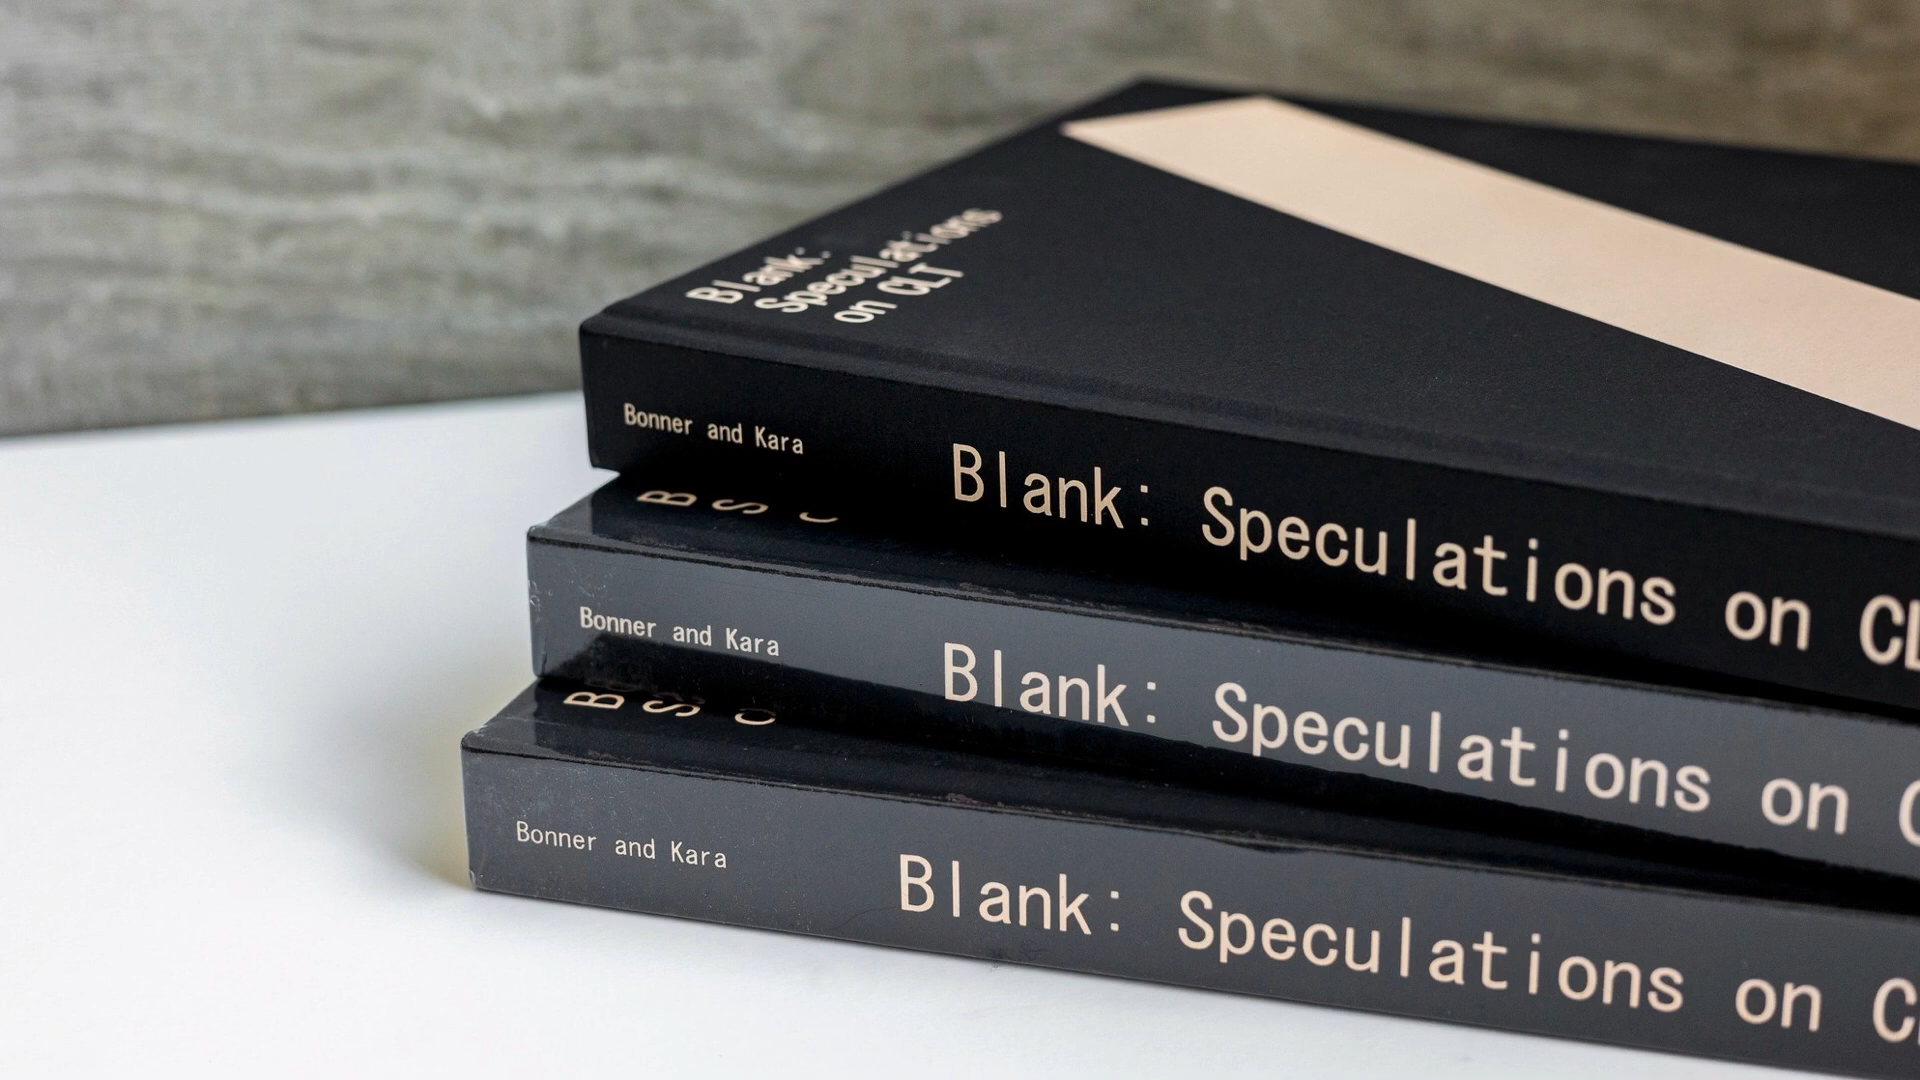 Blank:
Speculations
on CLT
Bonner and Kara Blank: Speculations on CL
B
S
Bonner and Kara Blank: Speculations on C
B
S
Bonner and Kara Blank: Speculations on C